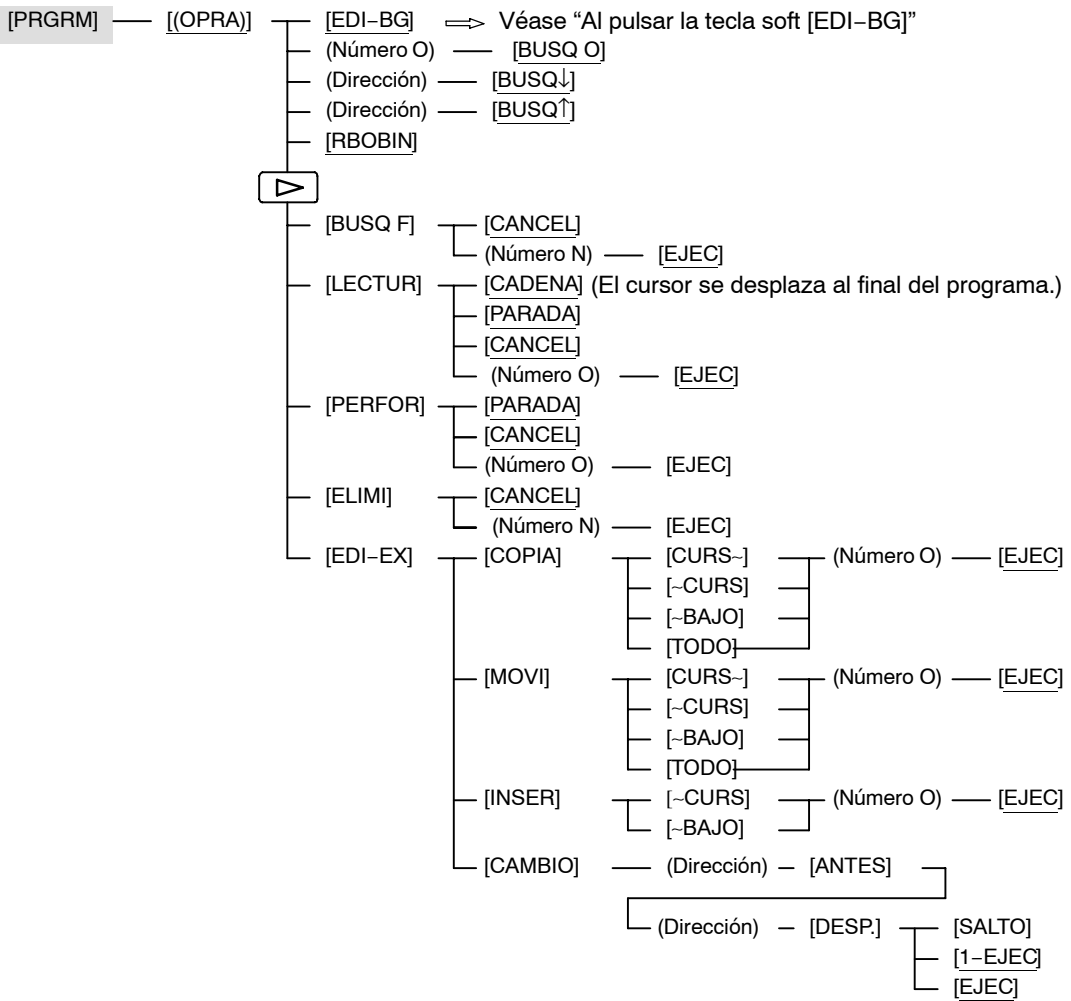 [PRGRM] [(OPRA)] [EDI–BG] ⇒ Véase “Al pulsar la tecla soft [EDI–BG]”
(Número O) [BUSQ O]
(Dirección) [BUSQ↓]
(Dirección) [BUSQ↑]
[RBOBIN]
[BUSQ F] [CANCEL]
(Número N) [EJEC]
[LECTUR] [CADENA] (El cursor se desplaza al final del programa.)
[PARADA]
[CANCEL]
(Número O) [EJEC]
[PERFOR] [PARADA]
[CANCEL]
(Número O) [EJEC]
[ELIMI] [CANCEL]
(Número N) [EJEC]
[EDI–EX] [COPIA] [CURS~] (Número O) [EJEC]
[~CURS]
[~BAJO]
[TODO]
[MOVI] [CURS~] (Número O) [EJEC]
[~CURS]
[~BAJO]
[TODO]
[INSER] [~CURS] (Número O) [EJEC]
[~BAJO]
[CAMBIO] (Dirección) [ANTES]
(Dirección) [DESP.] [SALTO]
[1–EJEC]
[EJEC]